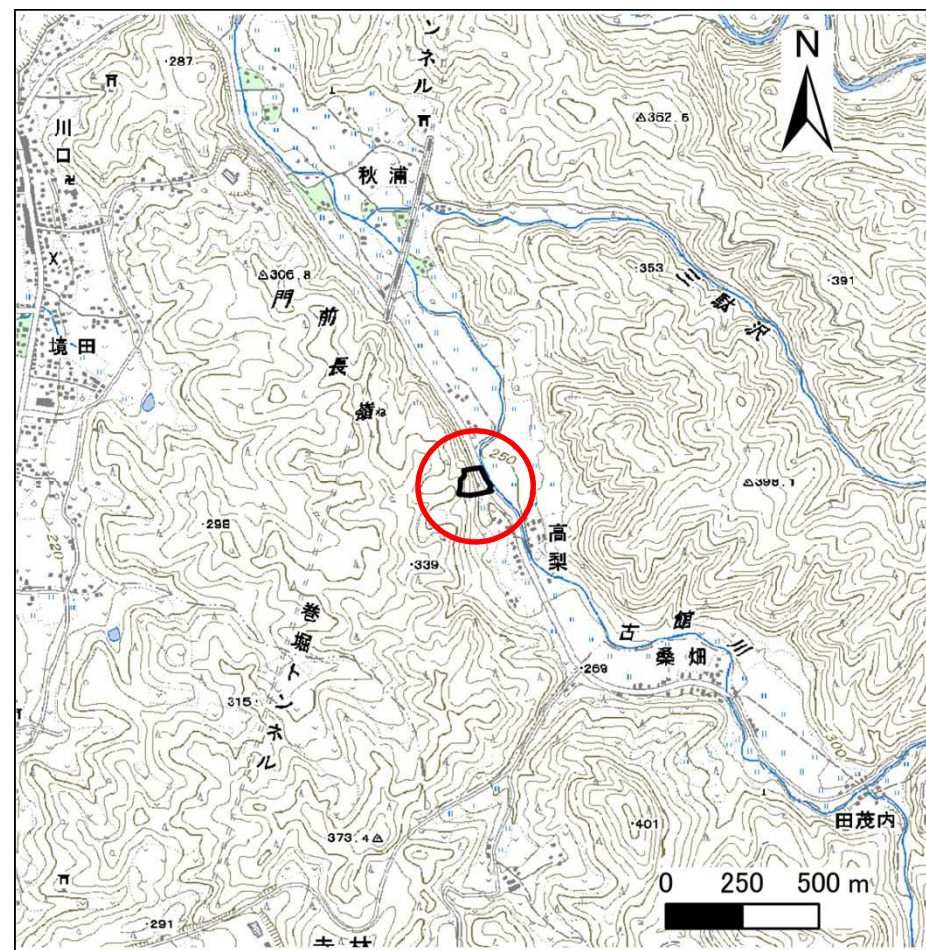 ・287
川口
ンネル
N
△352.5
秋浦
・353
・391
三駄沢
△306.8
門前長嶺
境田
250
△398.1
・298
220
・339
高梨
古館川
桑畑
巻堀トンネル
・269
315・
300
373.4△
・401
田茂内
0 250 500 m
・291